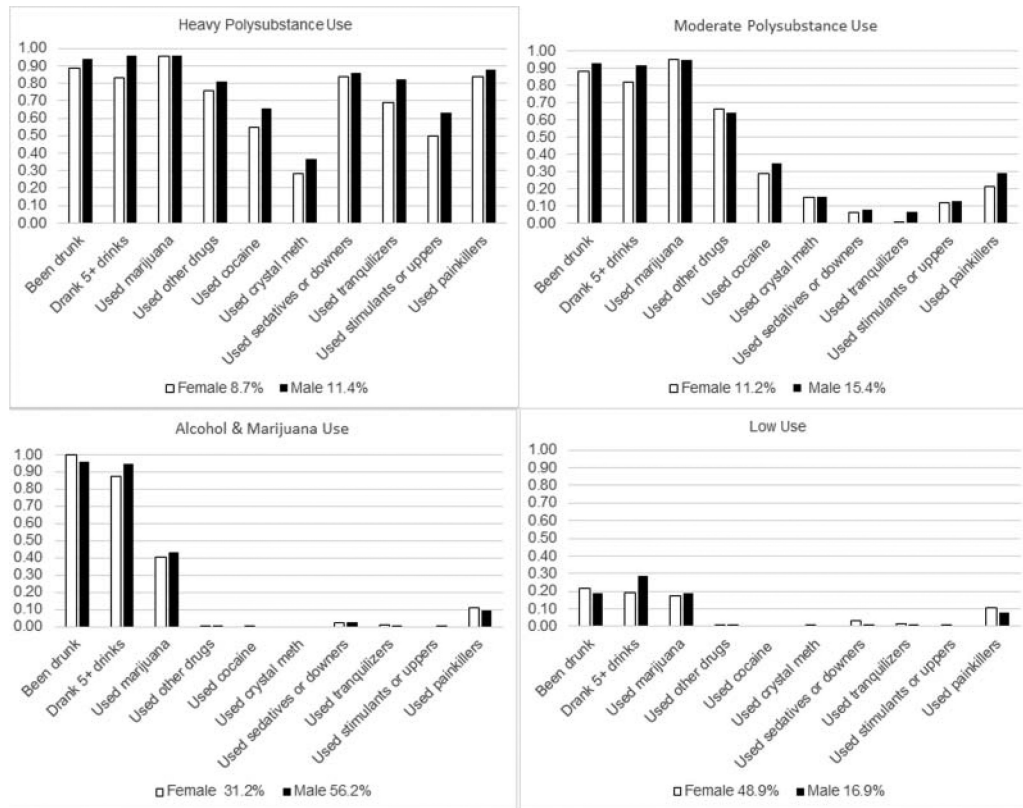 Heavy Polysubstance Use
1.00
0.90
0.80
0.70
0.60
0.50
0.40
0.30
0.20
0.10
0.00
Been drunk
Drank 5+ drinks
Used marijuana
Used other drugs
Used cocaine
Used crystal meth
Used sedatives or downers
Used tranquilizers
Used stimulants or uppers
Used painkillers
Female 8.7% Male 11.4%
Moderate Polysubstance Use
1.00
0.90
0.80
0.70
0.60
0.50
0.40
0.30
0.20
0.10
0.00
Been drunk
Drank 5+ drinks
Used marijuana
Used other drugs
Used cocaine
Used crystal meth
Used sedatives or downers
Used tranquilizers
Used stimulants or uppers
Used painkillers
Female 11.2% Male 15.4%
Alcohol & Marijuana Use
1.00
0.90
0.80
0.70
0.60
0.50
0.40
0.30
0.20
0.10
0.00
Been drunk
Drank 5+ drinks
Used marijuana
Used other drugs
Used cocaine
Used crystal meth
Used sedatives or downers
Used tranquilizers
Used stimulants or uppers
Used painkillers
Female 31.2% Male 56.2%
Low Use
1.00
0.90
0.80
0.70
0.60
0.50
0.40
0.30
0.20
0.10
0.00
Been drunk
Drank 5+ drinks
Used marijuana
Used other drugs
Used cocaine
Used crystal meth
Used sedatives or downers
Used tranquilizers
Used stimulants or uppers
Used painkillers
Female 48.9% Male 16.9%